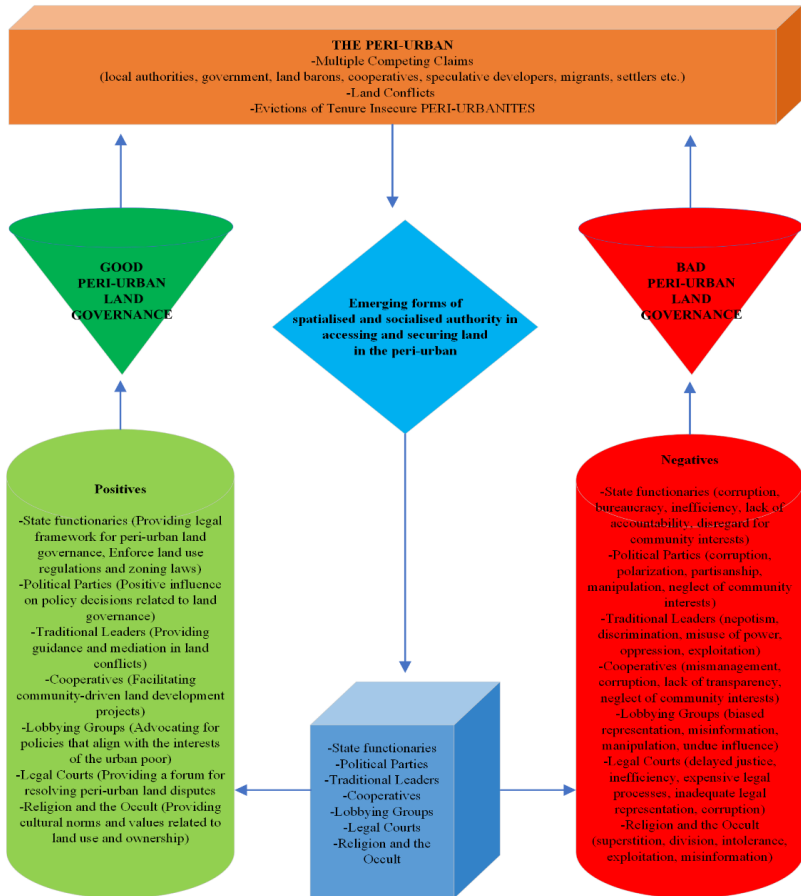 THE PERI-URBAN
-Multiple Competing Claims
(local authorities, government, land barons, cooperatives, speculative developers, migrants, settlers etc.)
-Land Conflicts
-Evictions of Tenure Insecure PERI-URBANITES
GOOD
PERI-URBAN
LAND
GOVERNANCE
Emerging forms of
spatialised and socialised authority in
accessing and securing land
in the peri-urban
BAD
PERI-URBAN
LAND
GOVERNANCE
Positives
-State functionaries (Providing legal
framework for peri-urban land
governance, Enforce land use
regulations and zoning laws)
-Political Parties (Positive influence
on policy decisions related to land
governance)
-Traditional Leaders (Providing
guidance and mediation in land
conflicts)
-Cooperatives (Facilitating
community-driven land development
projects)
-Lobbying Groups (Advocating for
policies that align with the interests
of the urban poor)
-Legal Courts (Providing a forum for
resolving peri-urban land disputes
-Religion and the Occult (Providing
cultural norms and values related to
land use and ownership)
-State functionaries
-Political Parties
-Traditional Leaders
-Cooperatives
-Lobbying Groups
-Legal Courts
-Religion and the
Occult
Negatives
-State functionaries (corruption,
bureaucracy, inefficiency, lack of
accountability, disregard for
community interests)
-Political Parties (corruption,
polarization, partisanship,
manipulation, neglect of community
interests)
-Traditional Leaders (nepotism,
discrimination, misuse of power,
oppression, exploitation)
-Cooperatives (mismanagement,
corruption, lack of transparency,
neglect of community interests)
-Lobbying Groups (biased
representation, misinformation,
manipulation, undue influence)
-Legal Courts (delayed justice,
inefficiency, expensive legal
processes, inadequate legal
representation, corruption)
-Religion and the Occult
(superstition, division, intolerance,
exploitation, misinformation)